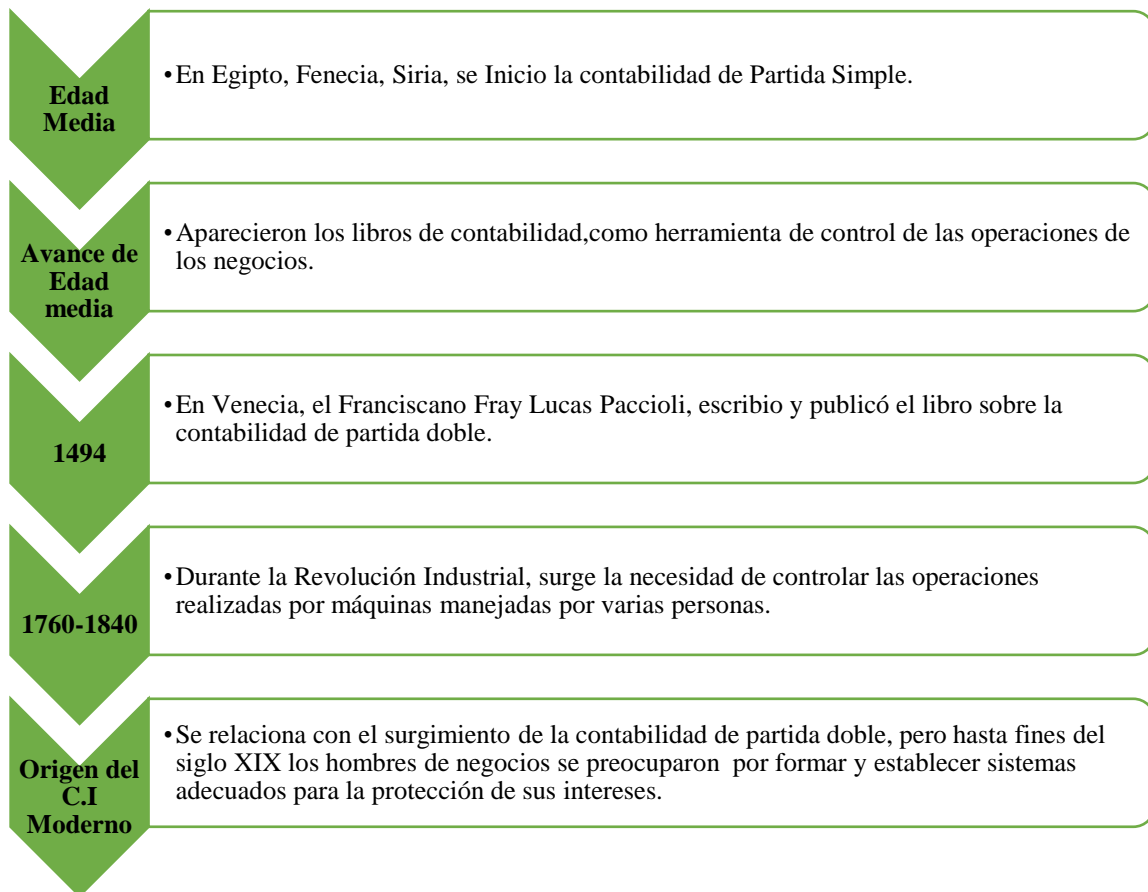 Edad
Media
•En Egipto, Fenecia, Siria, se Inicio la contabilidad de Partida Simple.
Avance de
Edad
media
•Aparecieron los libros de contabilidad,como herramienta de control de las operaciones de
los negocios.
1494
•En Venecia, el Franciscano Fray Lucas Paccioli, escribio y publicó el libro sobre la
contabilidad de partida doble.
1760-1840
•Durante la Revolución Industrial, surge la necesidad de controlar las operaciones
realizadas por máquinas manejadas por varias personas.
Origen del
C.I
Moderno
•Se relaciona con el surgimiento de la contabilidad de partida doble, pero hasta fines del
siglo XIX los hombres de negocios se preocuparon por formar y establecer sistemas
adecuados para la protección de sus intereses.